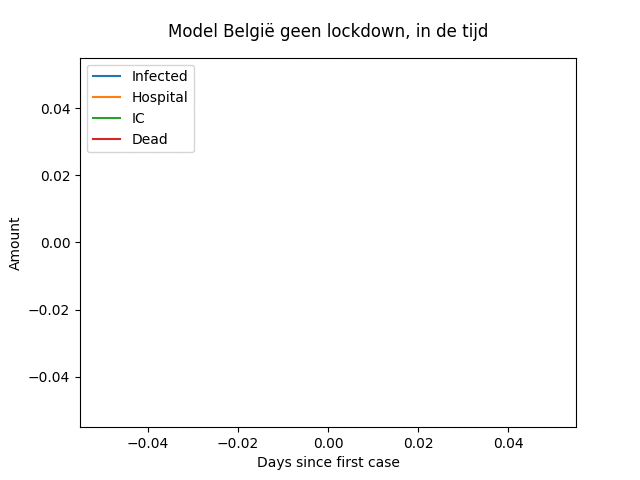 Model België geen lockdown, in de tijd
Infected
Hospital
IC
Dead
0.04
0.02
0.00
−0.02
−0.04
Amount
−0.04
−0.02
0.00
0.02
0.04
Days since first case